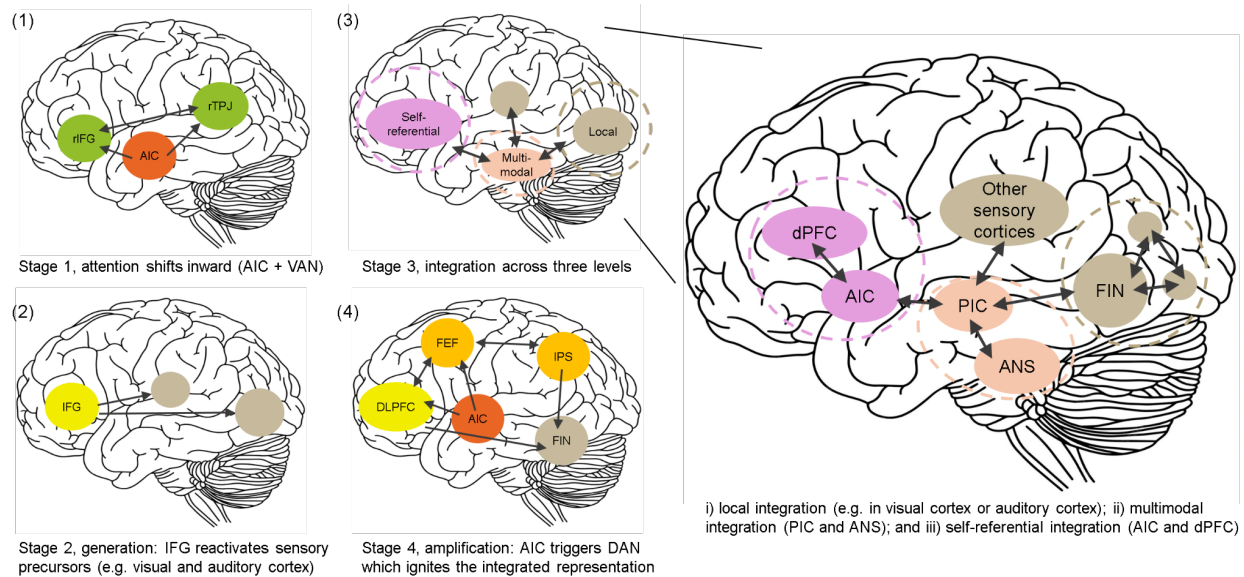 (1)
rTPJ
rIFG
AIC
Stage 1, attention shifts inward (AIC + VAN)
(2)
IFG
Stage 2, generation: IFG reactivates sensory
precursors (e.g. visual and auditory cortex)
(3)
Self-
referential
Local
Multi-
modal
Stage 3, integration across three levels
(4)
FEF
IPS
DLPFC
AIC
FIN
Stage 4, amplification: AIC triggers DAN
which ignites the integrated representation
Other
sensory
cortices
dPFC
AIC
PIC
FIN
ANS
i) local integration (e.g. in visual cortex or auditory cortex); ii) multimodal
integration (PIC and ANS); and iii) self-referential integration (AIC and dPFC)